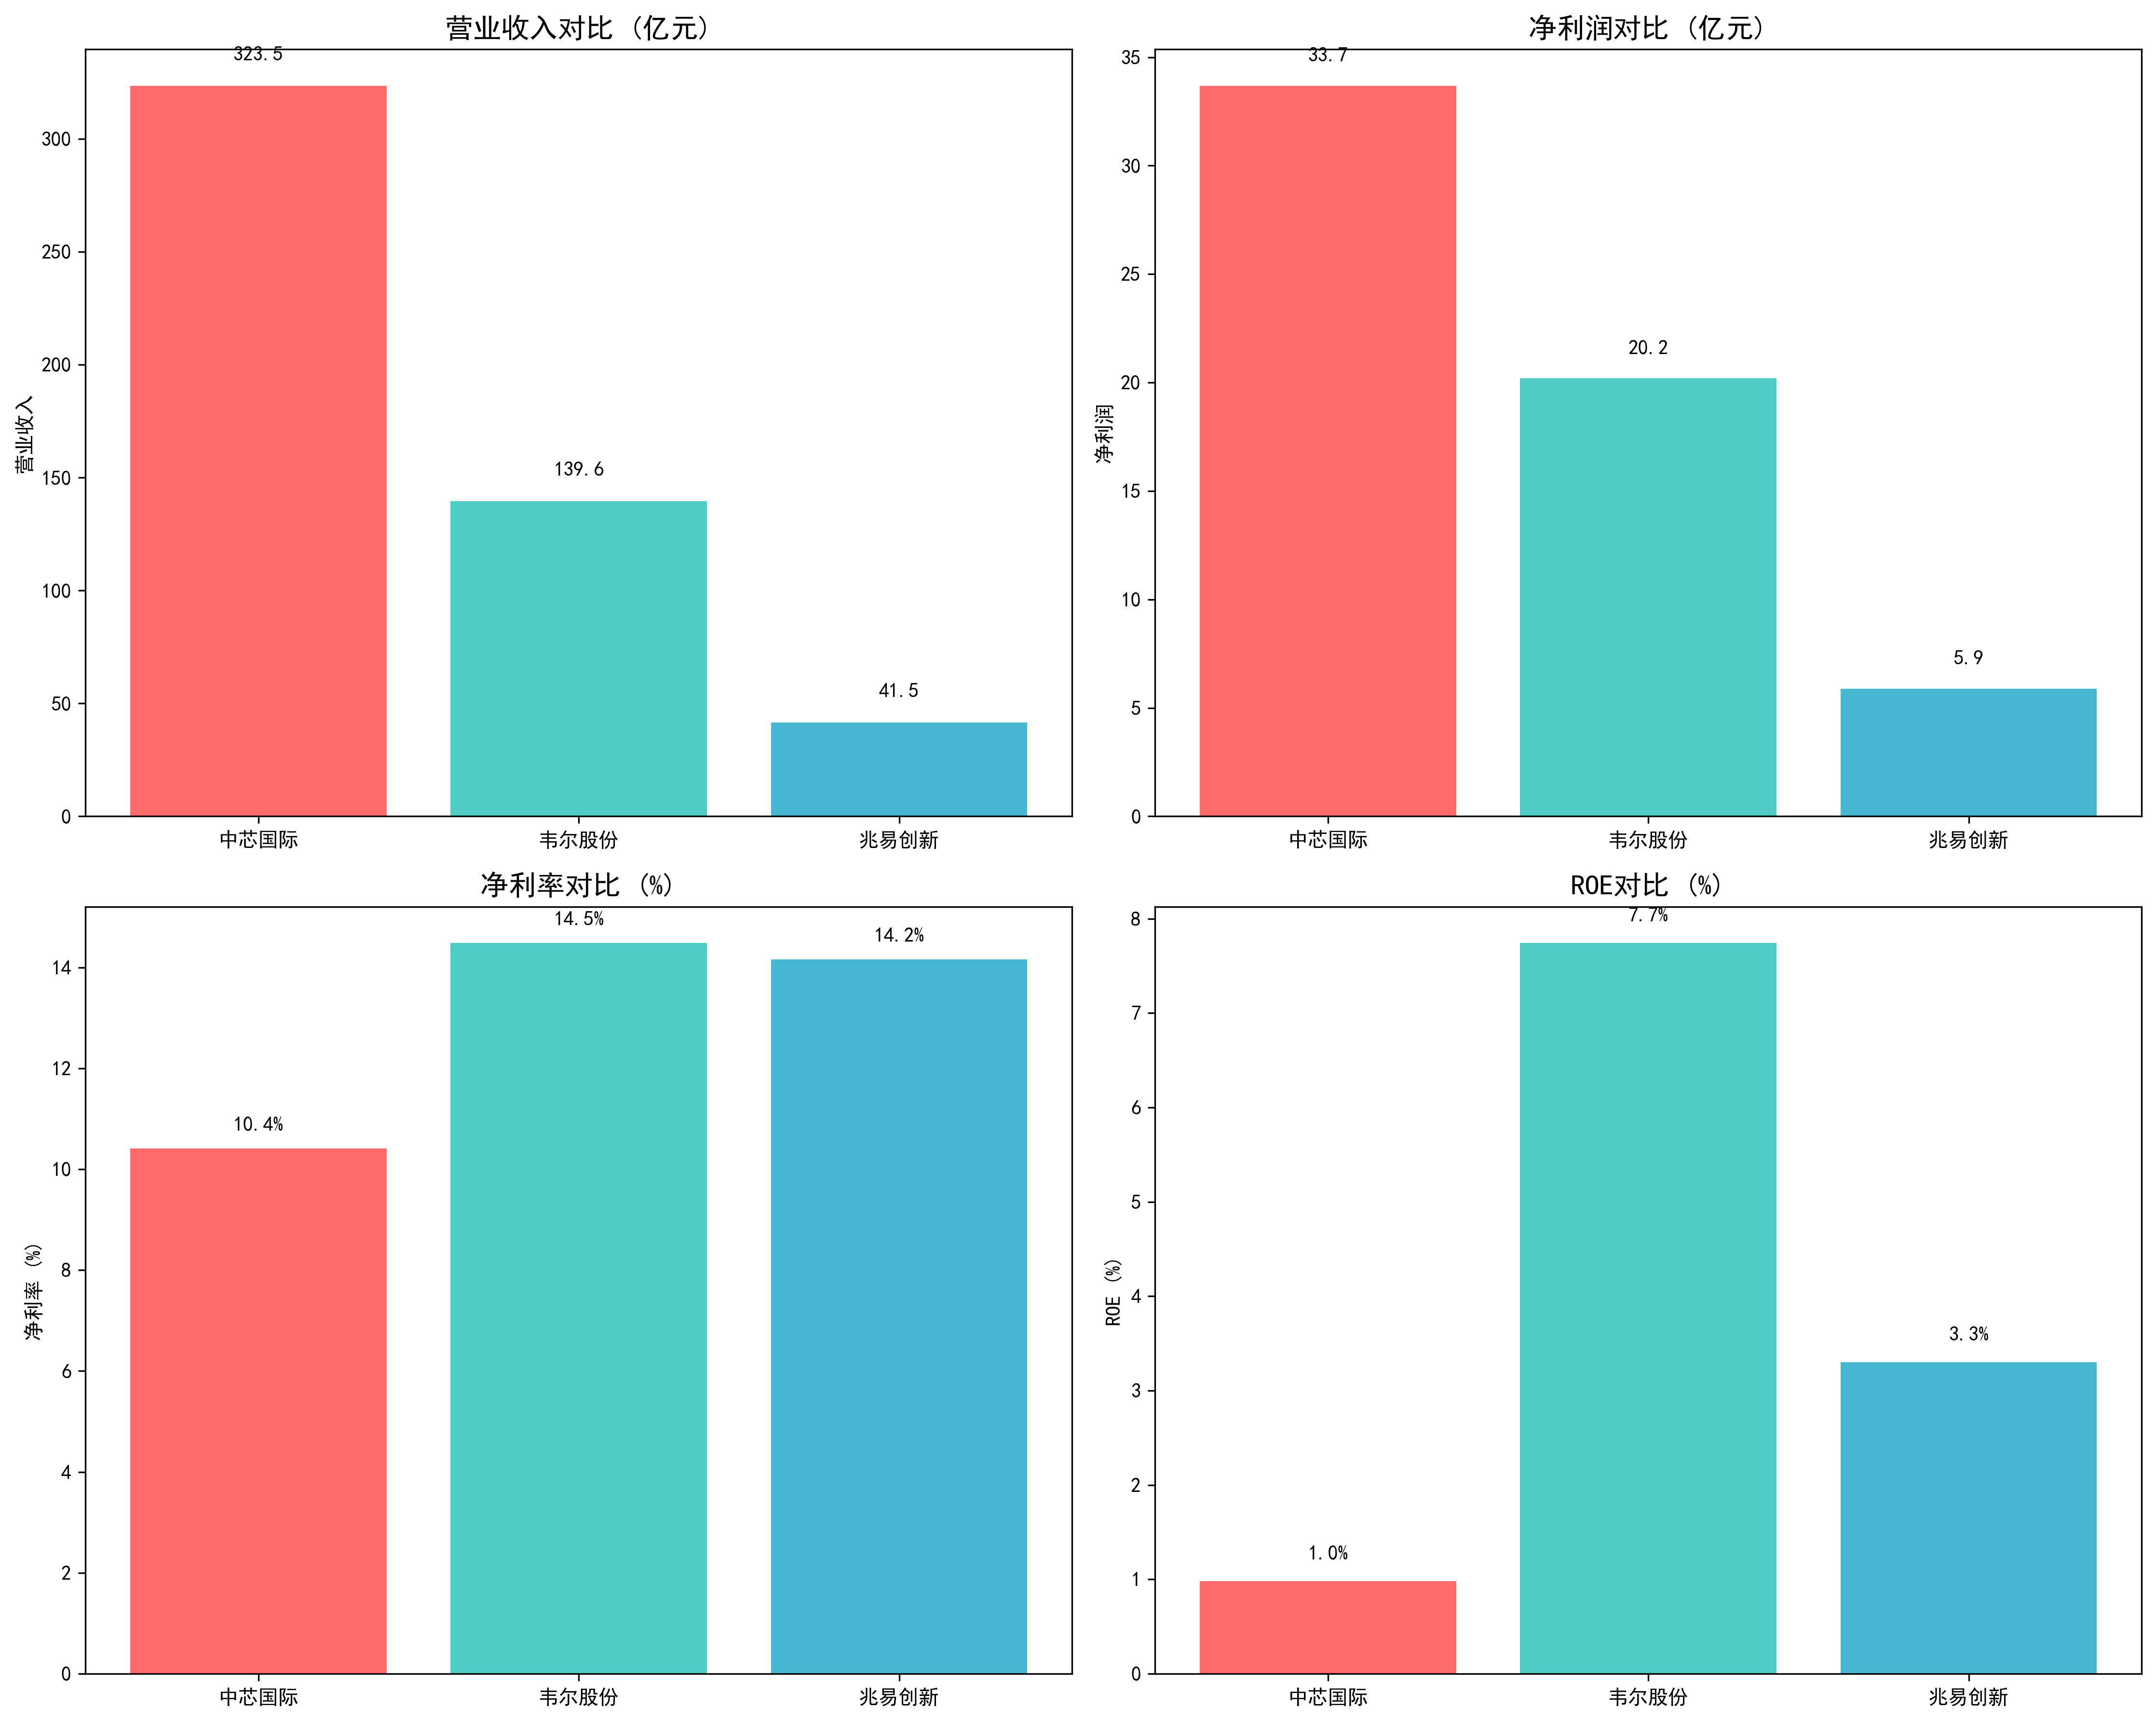 营业收入对比 (亿元)
323.5
139.6
41.5
300
250
200
150
100
50
0
营业收入
中芯国际
韦尔股份
兆易创新
净利润对比 (亿元)
33.7
20.2
5.9
35
30
25
20
15
10
5
0
净利润
中芯国际
韦尔股份
兆易创新
净利率对比 (%)
14.5%
14.2%
10.4%
14
12
10
8
6
4
2
0
净利率 (%)
中芯国际
韦尔股份
兆易创新
ROE对比 (%)
7.7%
3.3%
1.0%
8
7
6
5
4
3
2
1
0
ROE (%)
中芯国际
韦尔股份
兆易创新